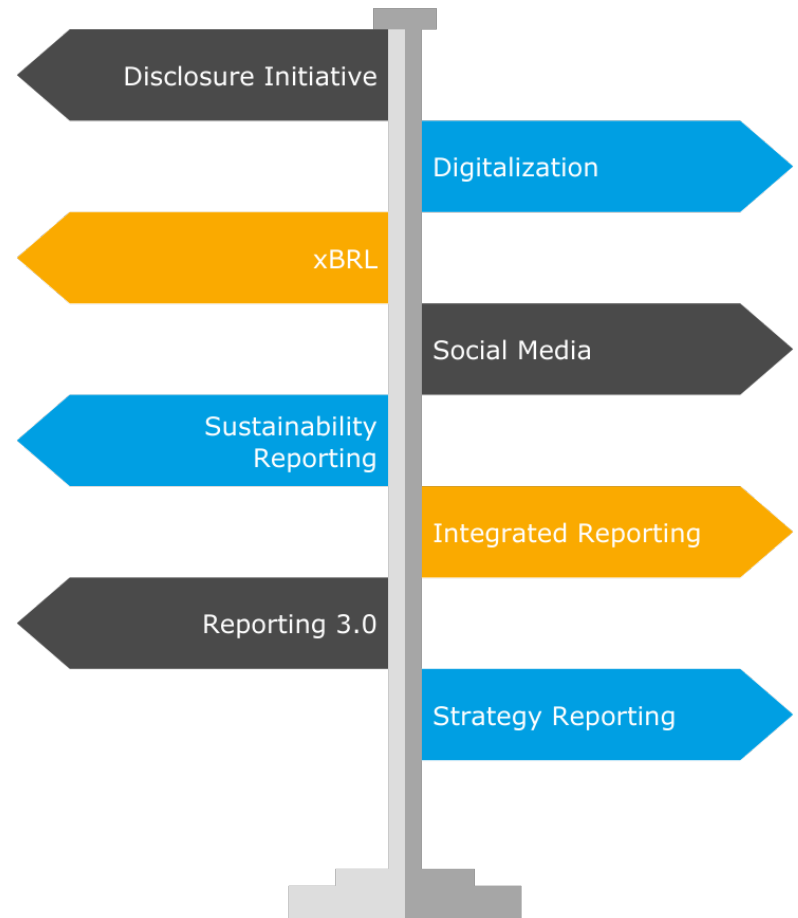 Disclosure Initiative
Digitalization
xBRL
Social Media
Sustainability
Reporting
Integrated Reporting
Reporting 3.0
Strategy Reporting